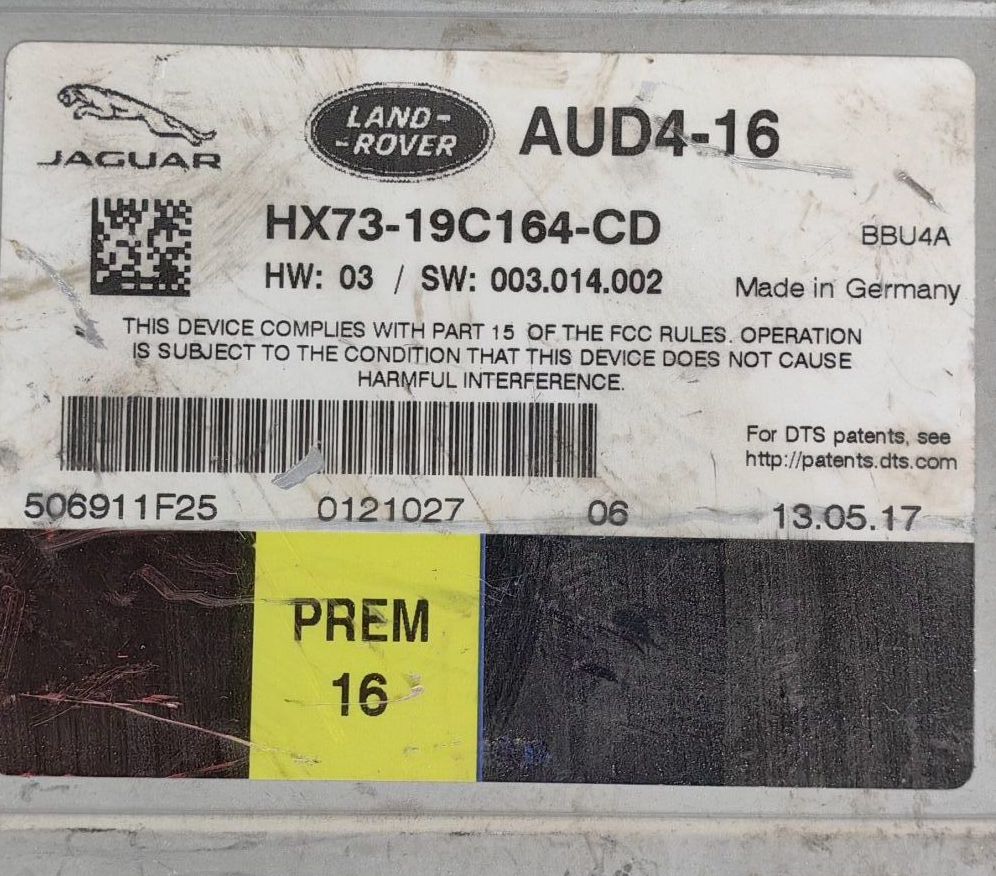 JAGUAR
LAND-
-ROVER
AUD4-16
HX73-19C164-CD
BBU4A
HW: 03 / SW: 003.014.002
Made in Germany
THIS DEVICE COMPLIES WITH PART 15 OF THE FCC RULES. OPERATION
IS SUBJECT TO THE CONDITION THAT THIS DEVICE DOES NOT CAUSE
HARMFUL INTERFERENCE.
For DTS patents, see
http://patents.dts.com
506911F25 0121027 06 13.05.17
PREM
16